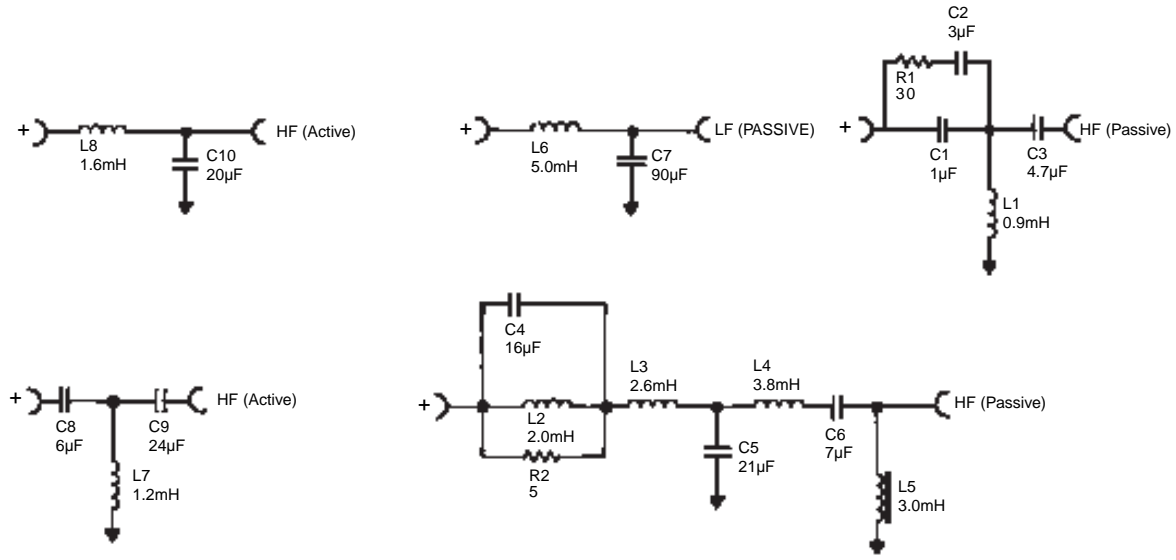 +
L8
1.6mH
C10
20µF
HF (Active)
+
L6
5.0mH
C7
90µF
LF (PASSIVE)
C2
3µF
R1
30
+
C1
1µF
C3
4.7µF
HF (Passive)
L1
0.9mH
+
C8
6µF
C9
24µF
HF (Active)
L7
1.2mH
C4
16µF
+
L2
2.0mH
R2
5
L3
2.6mH
L4
3.8mH
C5
21µF
C6
7µF
HF (Passive)
L5
3.0mH